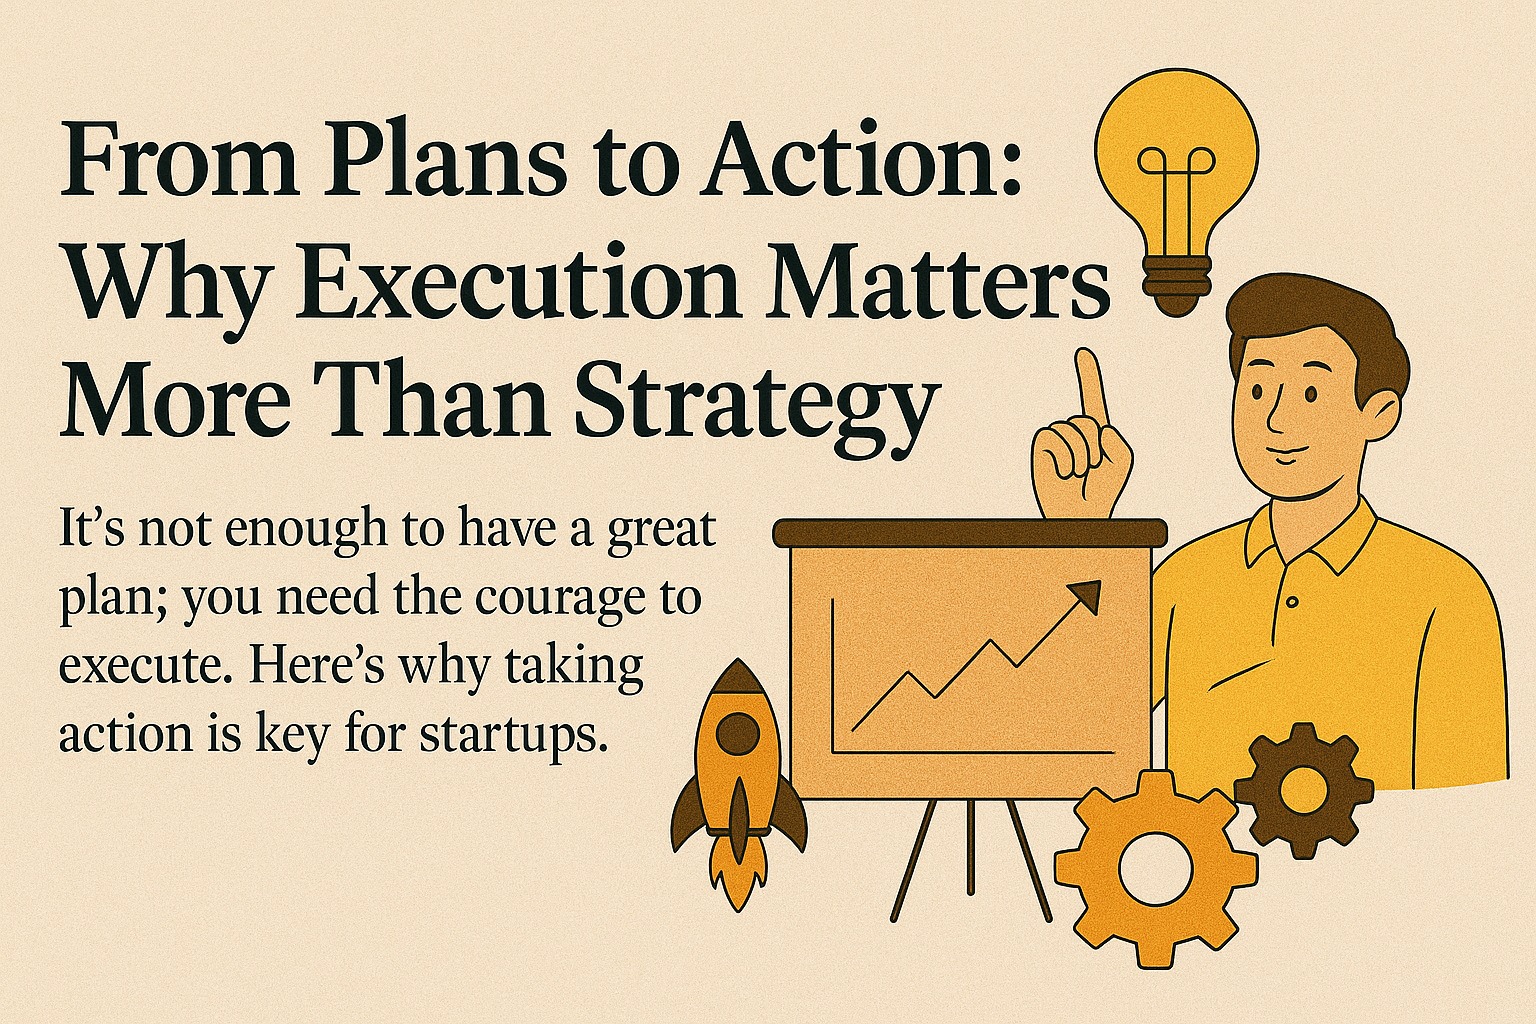 From Plans to Action:
Why Execution Matters
More Than Strategy
It’s not enough to have a great
plan; you need the courage to
execute. Here’s why taking
action is key for startups.